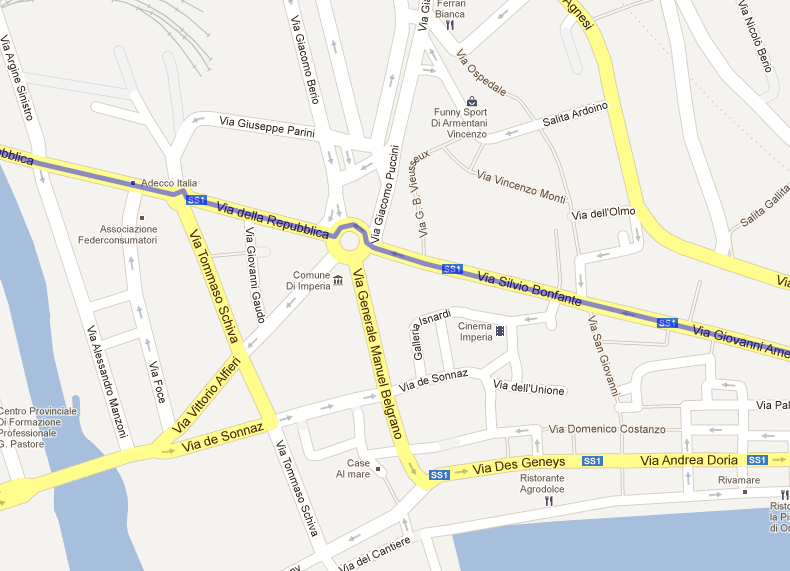 Ferrari
Bianca
Agnesi
Via Nicolò Berio
Via Argine Sinistro
Via Giacomo Berio
Via Ospedale
Funny Sport
Di Armentani
Vincenzo
Salita Ardoino
Via Giuseppe Parini
Via G. B. Vieusseux
Via Giacomo Puccini
Via Vincenzo Monti
Adecco Italia
SS1
Via della Repubblica
Via dell'Olmo
Salita Gallita
Associazione
Federconsumatori
Via Tommaso Schiva
Via Giovanni Gaudo
Comune
Di Imperia
SS1
Via Silvio Bonfante
Via Generale Manuel Belgrano
Galleria Isnardi
Cinema
Imperia
Via San Giovanni
SS1
Via Giovanni Ame
Via Alessandro Manzoni
Via Foce
Via Vittorio Alfieri
Via de Sonnaz
Via dell'Unione
Via de Sonnaz
Via Domenico Costanzo
Via Pal
Centro Provinciale
Di Formazione
Professionale
G. Pastore
Via Tommaso Schiva
Case
Al mare
SS1
Via Des Geneys
SS1
Via Andrea Doria
SS1
Ristorante
Agrodolce
Rivamare
Risto
la Pia
di Or
Via del Cantiere